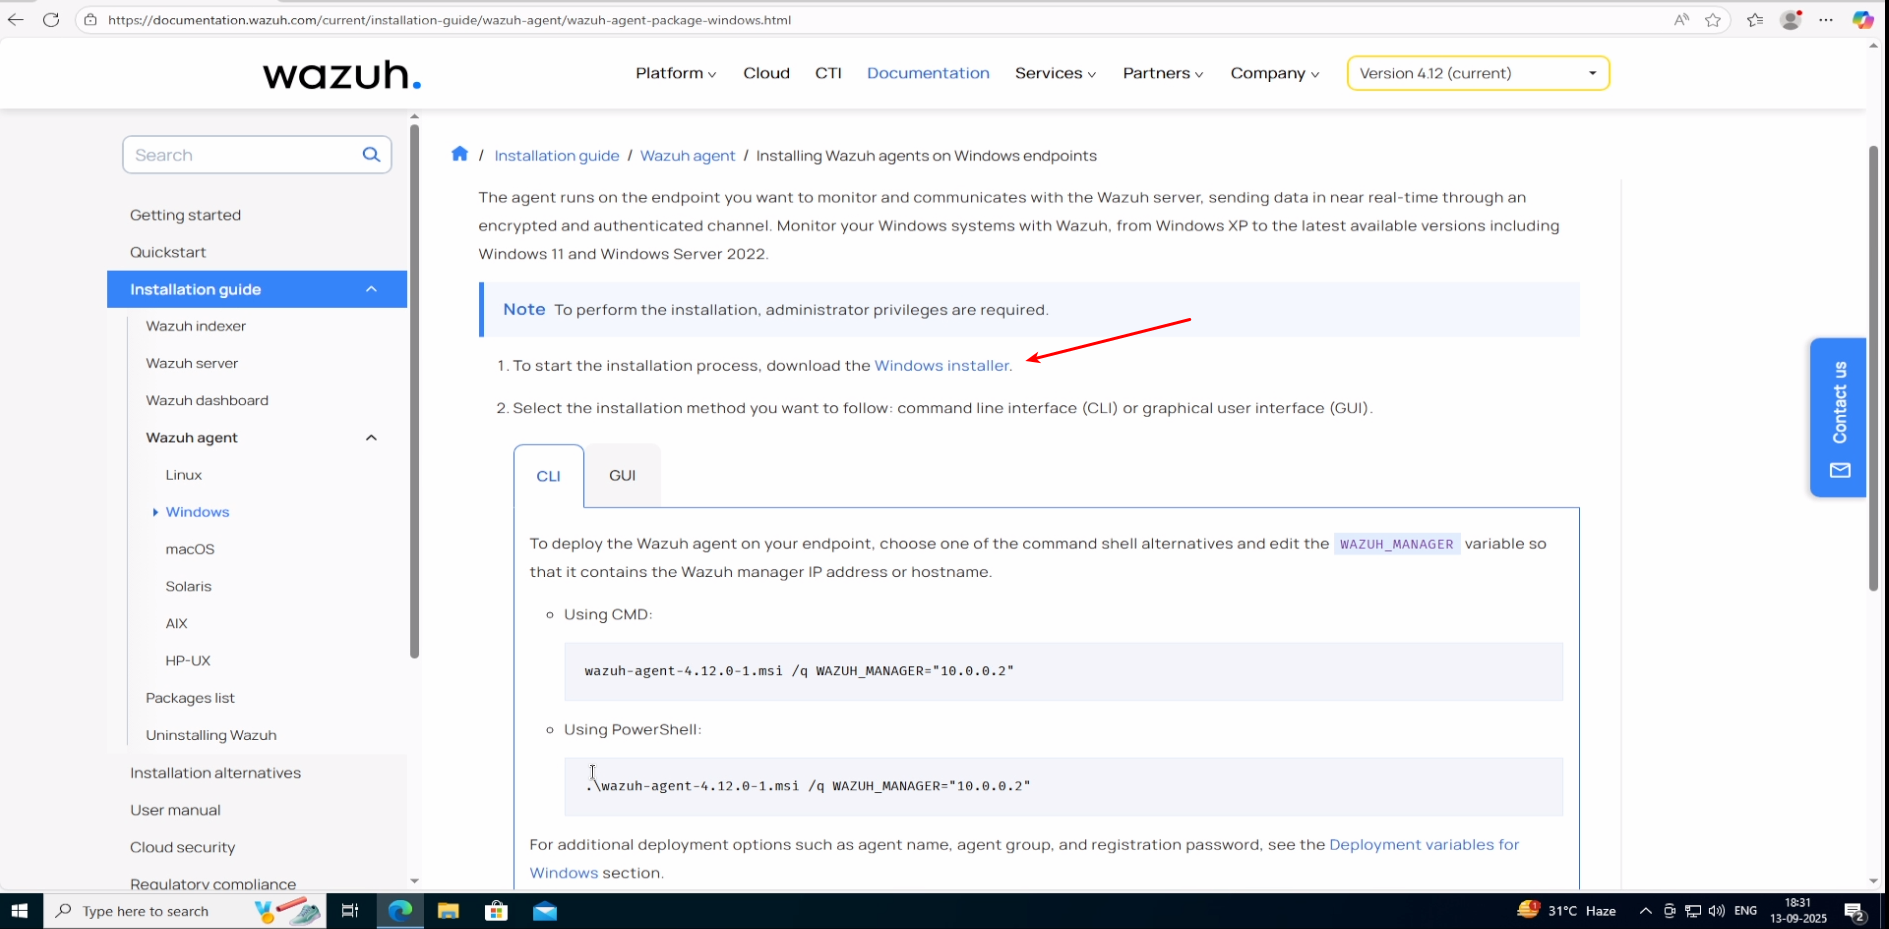 https://documentation.wazuh.com/current/installation-guide/wazuh-agent/wazuh-agent-package-windows.html
wazuh.
Platform Cloud CTI Documentation Services Partners Company Version 4.12 (current)
Search
Getting started
Quickstart
Installation guide
Wazuh indexer
Wazuh server
Wazuh dashboard
Wazuh agent
Linux
Windows
macOS
Solaris
AIX
HP-UX
Packages list
Uninstalling Wazuh
Installation alternatives
User manual
Cloud security
Regulatory compliance
/ Installation guide / Wazuh agent / Installing Wazuh agents on Windows endpoints
The agent runs on the endpoint you want to monitor and communicates with the Wazuh server, sending data in near real-time through an
encrypted and authenticated channel. Monitor your Windows systems with Wazuh, from Windows XP to the latest available versions including
Windows 11 and Windows Server 2022.
Note To perform the installation, administrator privileges are required.
1. To start the installation process, download the Windows installer.
2. Select the installation method you want to follow: command line interface (CLI) or graphical user interface (GUI).
CLI GUI
To deploy the Wazuh agent on your endpoint, choose one of the command shell alternatives and edit the WAZUH_MANAGER variable so
that it contains the Wazuh manager IP address or hostname.
Using CMD:
wazuh-agent-4.12.0-1.msi /q WAZUH_MANAGER="10.0.0.2"
Using PowerShell:
.\wazuh-agent-4.12.0-1.msi /q WAZUH_MANAGER="10.0.0.2"
For additional deployment options such as agent name, agent group, and registration password, see the Deployment variables for
Windows section.
Contact us
Type here to search
1
31°C Haze
ENG
18:31
13-09-2025
2